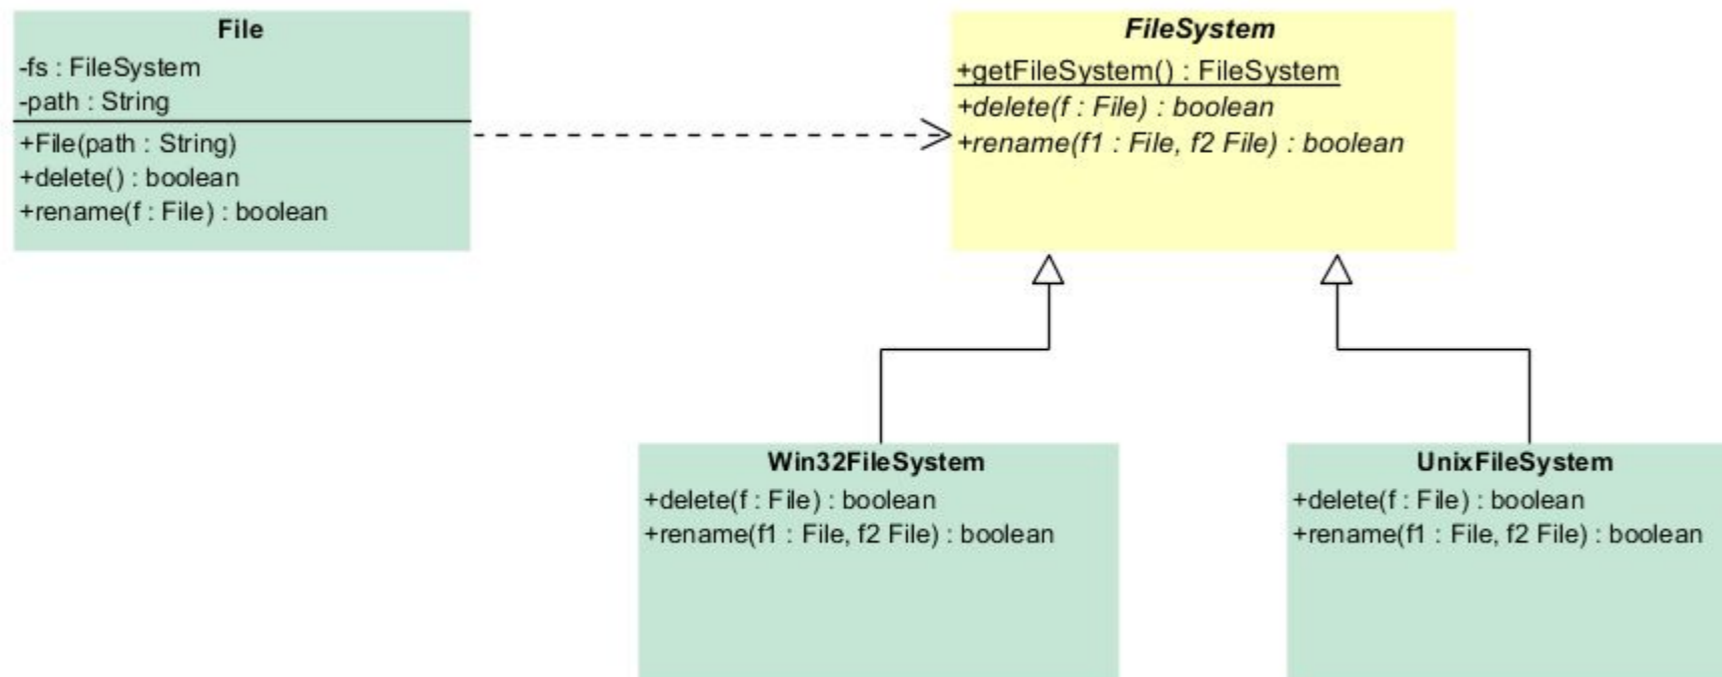 File
-fs : FileSystem
-path : String
+File(path : String)
+delete() : boolean
+rename(f : File) : boolean
FileSystem
+getFileSystem() : FileSystem
+delete(f : File) : boolean
+rename(f1 : File, f2 File) : boolean
Win32FileSystem
+delete(f : File) : boolean
+rename(f1 : File, f2 File) : boolean
UnixFileSystem
+delete(f : File) : boolean
+rename(f1 : File, f2 File) : boolean